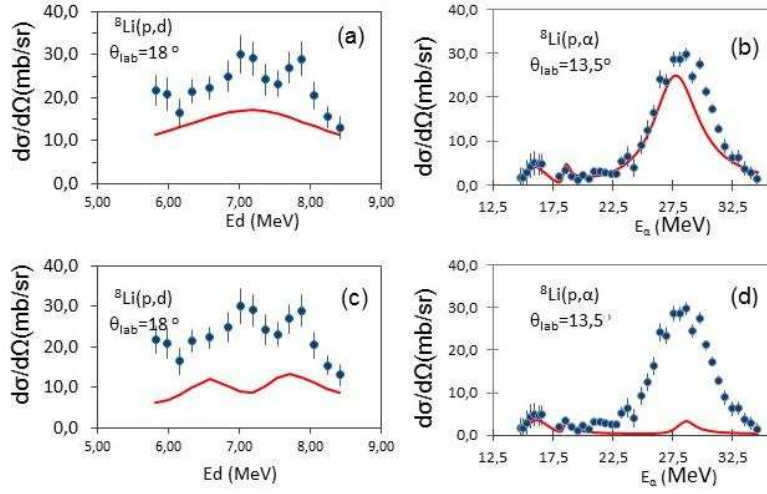 40,0
30,0
20,0
10,0
0,0
dσ/dΩ(mb/sr)
⁸Li(p,d)
θlab=18 °
(a)
5,00 6,00 7,00 8,00 9,00
Ed (MeV)
40,0
30,0
20,0
10,0
0,0
dσ/dΩ(mb/sr)
⁸Li(p,α)
θlab=13,5°
(b)
12,5 17,5 22,5 27,5 32,5
Eα (MeV)
40,0
30,0
20,0
10,0
0,0
dσ/dΩ(mb/sr)
⁸Li(p,d)
θlab=18 °
(c)
5,00 6,00 7,00 8,00 9,00
Ed (MeV)
40,0
30,0
20,0
10,0
0,0
dσ/dΩ(mb/sr)
⁸Li(p,α)
θlab=13,5°
(d)
12,5 17,5 22,5 27,5 32,5
Eα (MeV)